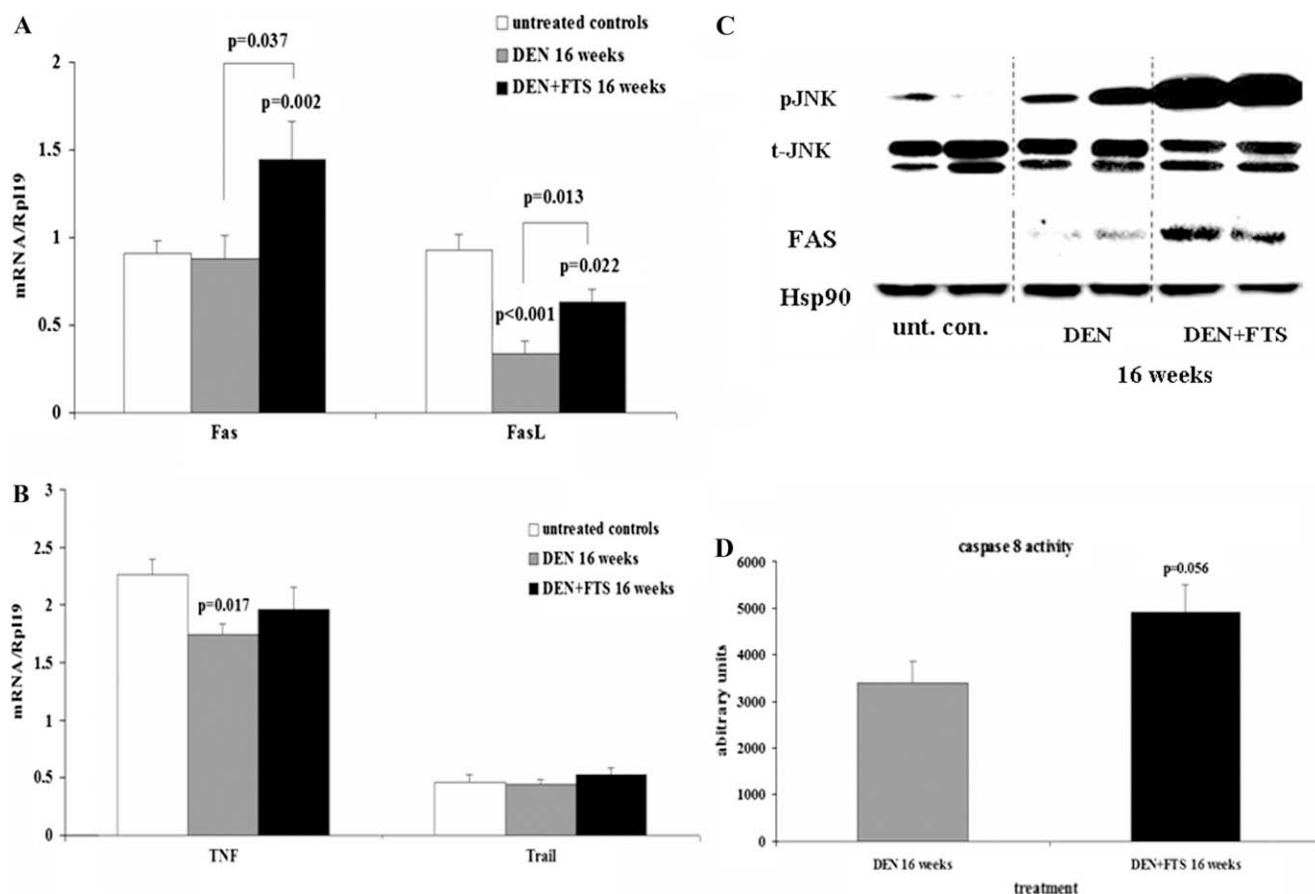 A
untreated controls
DEN 16 weeks
DEN+FTS 16 weeks
p=0.037
p=0.002
p=0.013
p=0.022
p<0.001
mRNA/Rpl19
2
1.5
1
0.5
0
Fas
FasL
B
untreated controls
DEN 16 weeks
DEN+FTS 16 weeks
p=0.017
mRNA/Rpl19
3
2.5
2
1.5
1
0.5
0
TNF
Trail
C
pJNK
t-JNK
FAS
Hsp90
unt. con.
DEN
DEN+FTS
16 weeks
D
caspase 8 activity
p=0.056
abitrary units
6000
5000
4000
3000
2000
1000
0
DEN 16 weeks
DEN+FTS 16 weeks
treatment